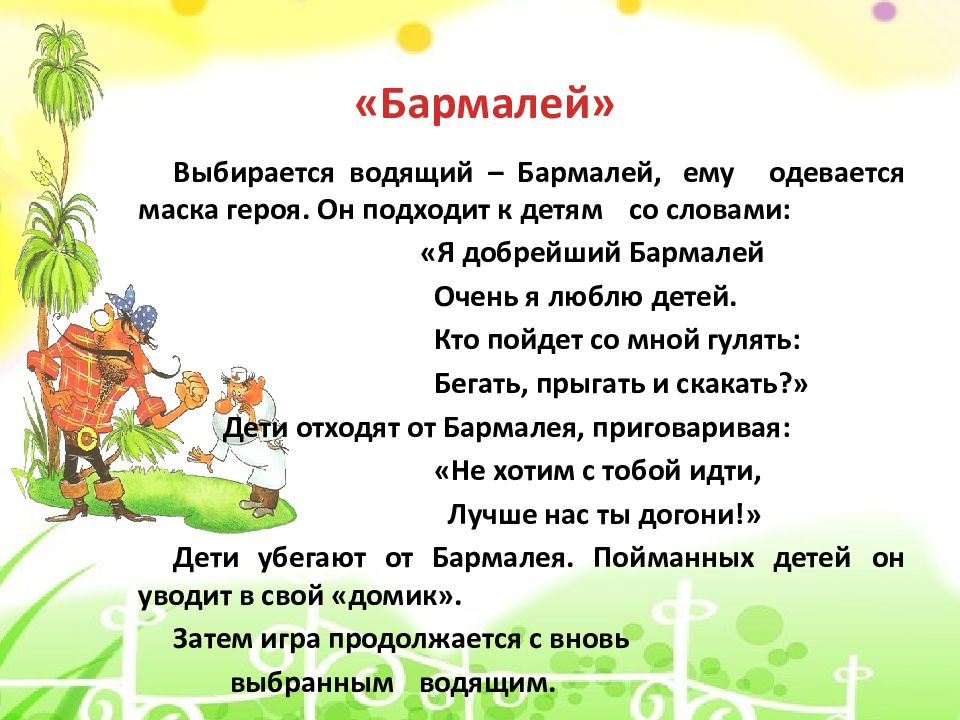 «Бармалей»
Выбирается водящий – Бармалей, ему одевается
маска героя. Он подходит к детям со словами:
«Я добрейший Бармалей
Очень я люблю детей.
Кто пойдет со мной гулять:
Бегать, прыгать и скакать?»
Дети отходят от Бармалея, приговаривая:
«Не хотим с тобой идти,
Лучше нас ты догони!»
Дети убегают от Бармалея. Пойманных детей он
уводит в свой «домик».
Затем игра продолжается с вновь
выбранным водящим.